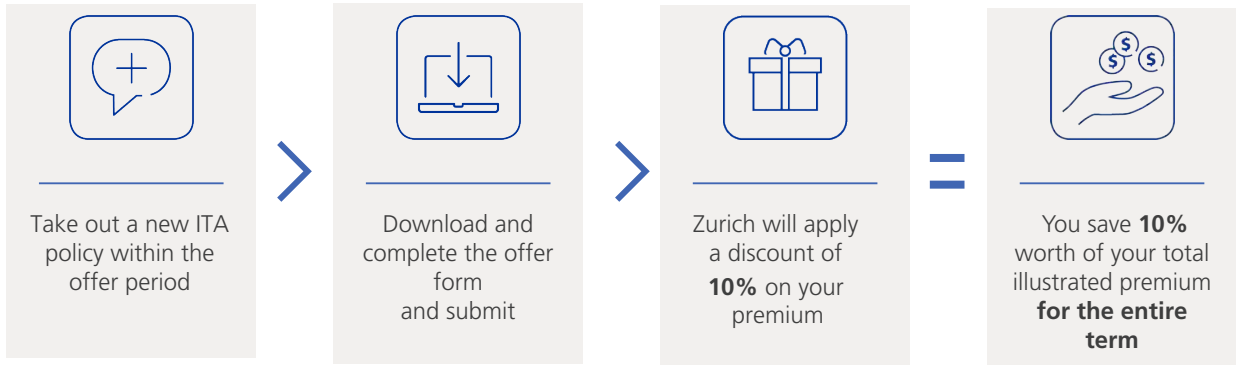 Take out a new ITA
policy within the
offer period
Download and
complete the offer
form
and submit
Zurich will apply
a discount of
10% on your
premium
$
$
$
You save 10%
worth of your total
illustrated premium
for the entire
term